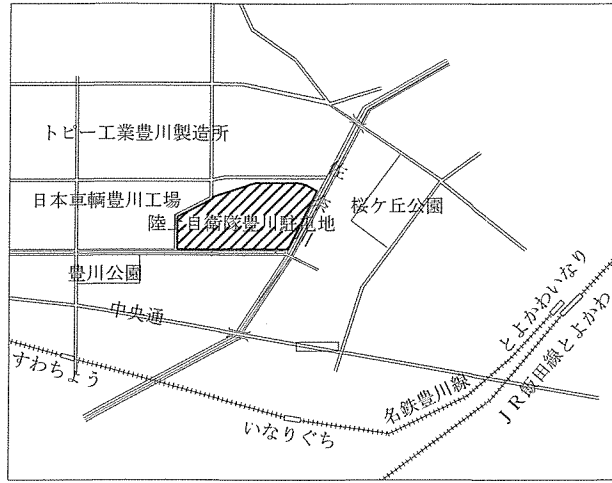 トピー工業豊川製造所
日本車輌豊川工場
陸上自衛隊豊川駐屯地
桜ケ丘公園
豊川公園
中央通
とよかわいなり
すわちょう
名鉄豊川線
JR飯田線とよかわ
いなりぐち